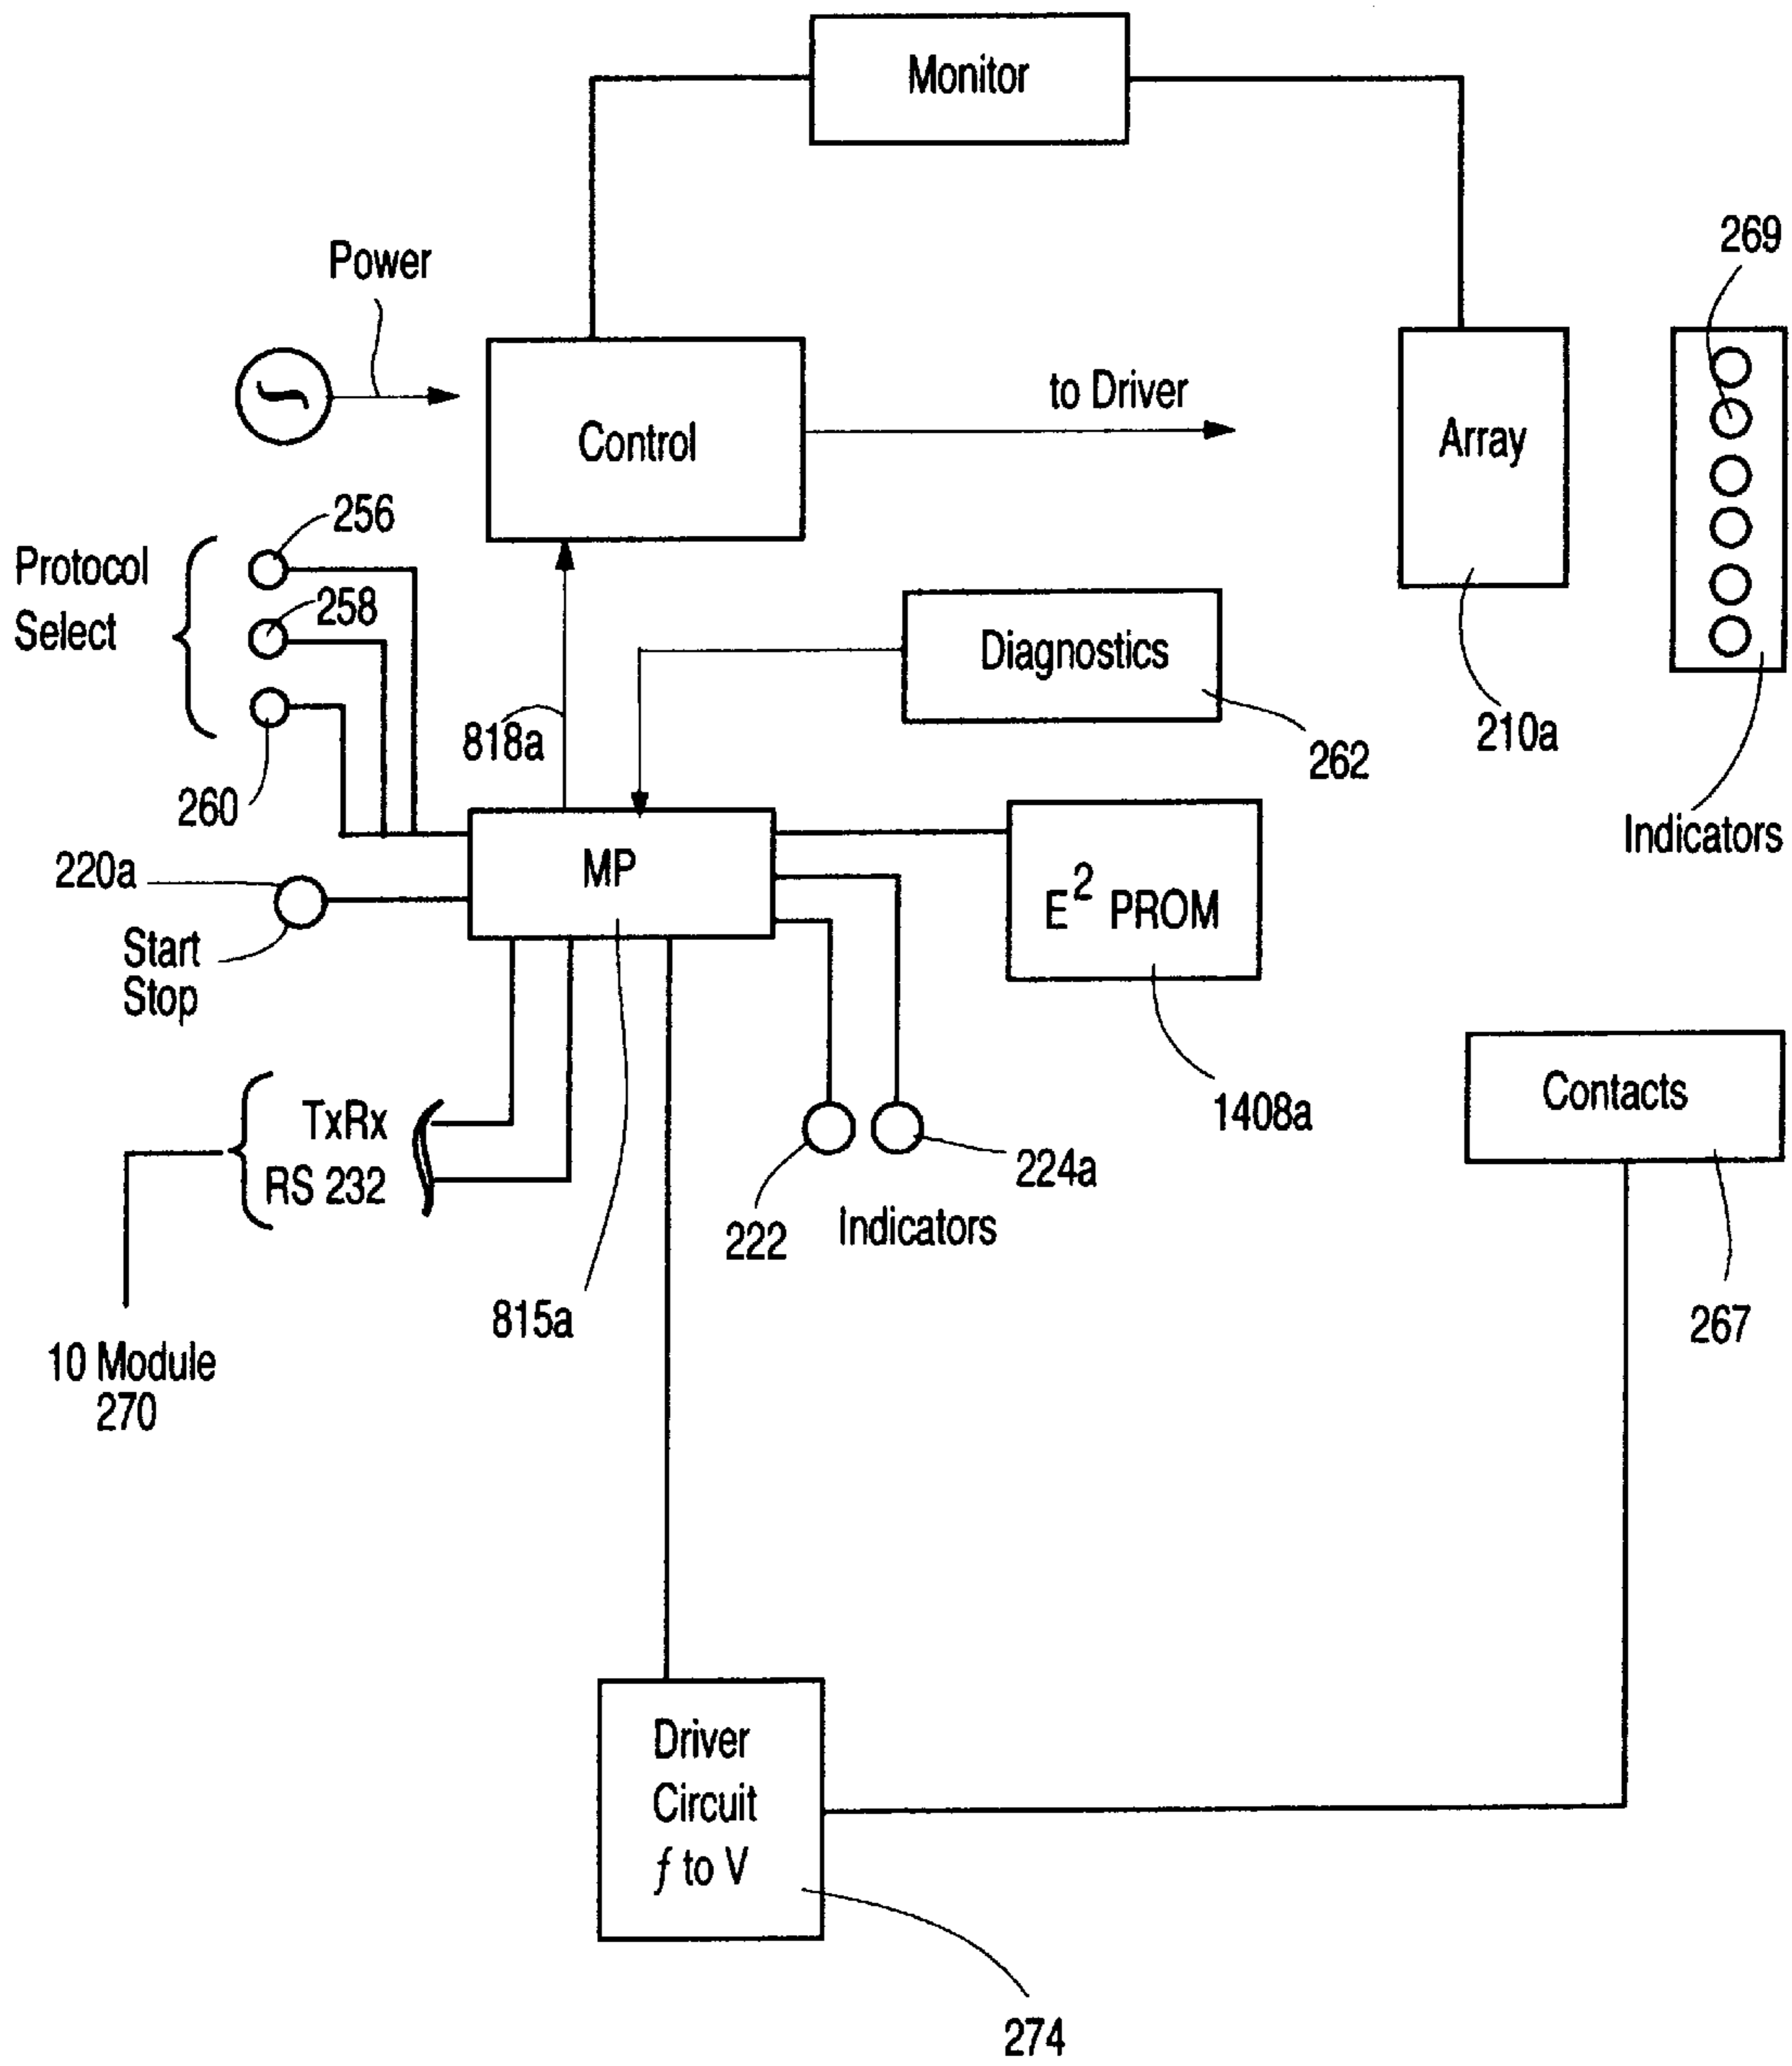 Monitor
269
Power
Control
to Driver
Array
256
Protocol
Select
258
Diagnostics
260
818a
262
210a
Indicators
220a
MP
E² PROM
Start
Stop
TxRx
RS 232
222
224a
Indicators
1408a
Contacts
815a
267
10 Module
270
Driver
Circuit
ƒ to V
274